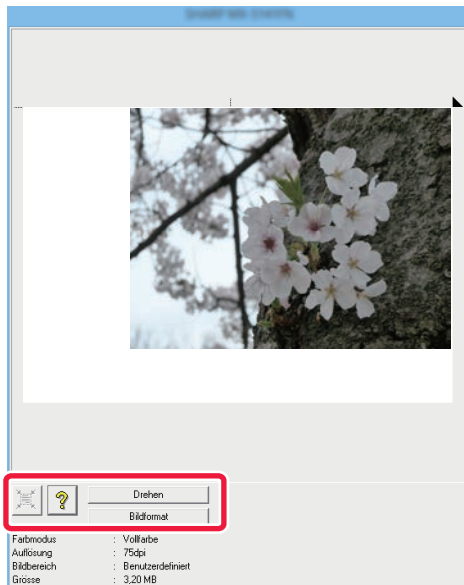 Drehen
Bildformat
Farbmodus : Vollfarbe
Auflösung : 75dpi
Bildbereich : Benutzerdefiniert
Grösse : 3,20 MB